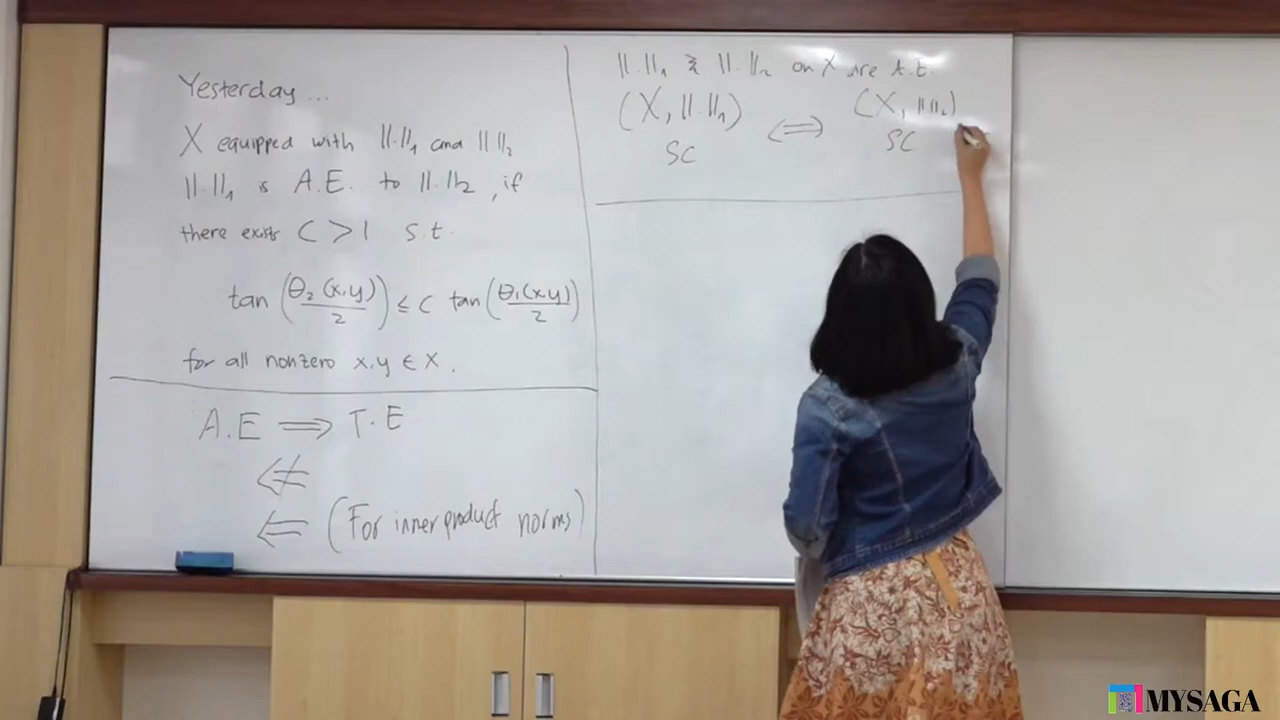 Yesterday...
X equipped with ||.||₁ and ||.||₂
||.||₁ is A.E. to ||.||₂, if
there exists C > 1 s.t.
tan (θ₂(x,y)/2) ≤ C tan (θ₁(x,y)/2)
for all nonzero x,y ∈ X.
A.E ⟹ T.E
⟸̸
⟸ (For inner product norms)
||.||₁ & ||.||₂ on X are t.t.
(X, ||.||₁) ⟺ (X, ||.||₂)
SC SC
MYSAGA